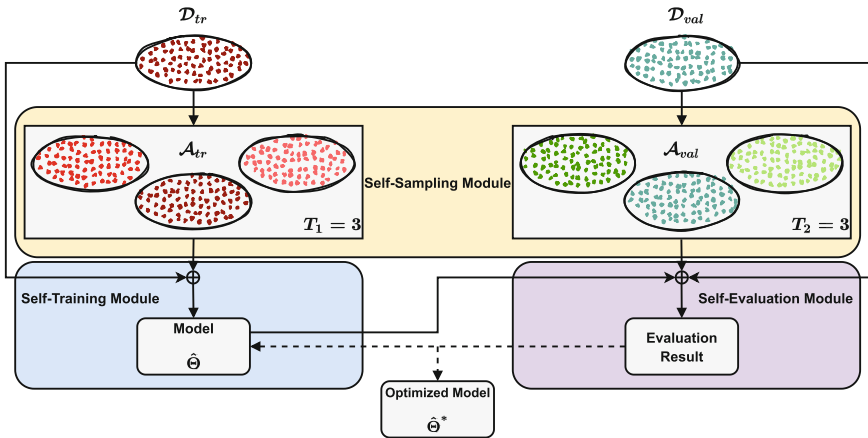 𝒟_tr
𝒟_val
𝒜_tr
𝒜_val
Self-Sampling Module
T₁ = 3
T₂ = 3
Self-Training Module
Self-Evaluation Module
Model
Θ̂
Evaluation
Result
Optimized Model
Θ̂*